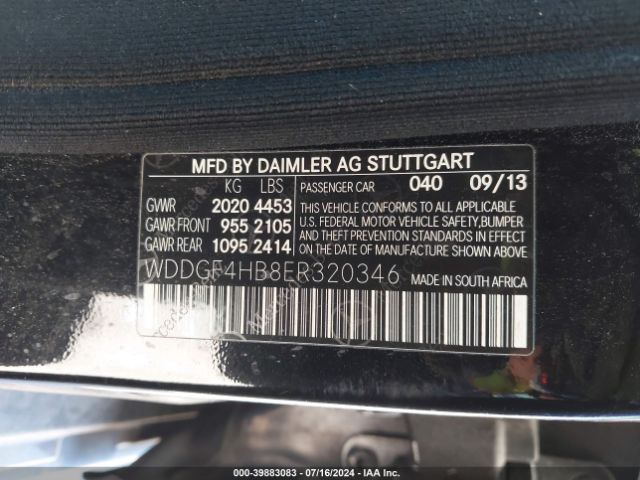 MFD BY DAIMLER AG STUTTGART
KG LBS PASSENGER CAR 040 09/13
GVWR 2020 4453 THIS VEHICLE CONFORMS TO ALL APPLICABLE
GAWR FRONT 955 2105 U.S. FEDERAL MOTOR VEHICLE SAFETY, BUMPER
GAWR REAR 1095 2414 AND THEFT PREVENTION STANDARDS IN EFFECT
ON THE DATE OF MANUFACTURE SHOWN ABOVE.
WDDGF4HB8ER320346 MADE IN SOUTH AFRICA
000-39883083 / 07/16/2024 / IAA Inc.